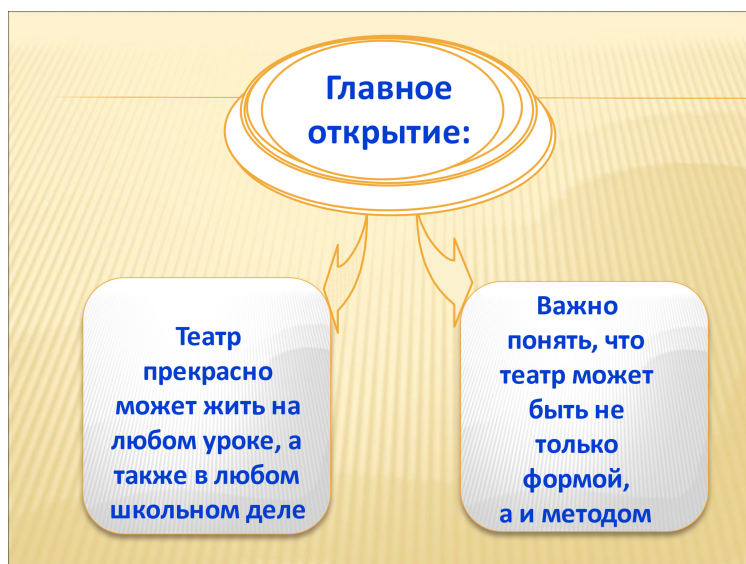 Главное
открытие:
Театр
прекрасно
может жить на
любом уроке, а
также в любом
школьном деле
Важно
понять, что
театр может
быть не
только
формой,
а и методом